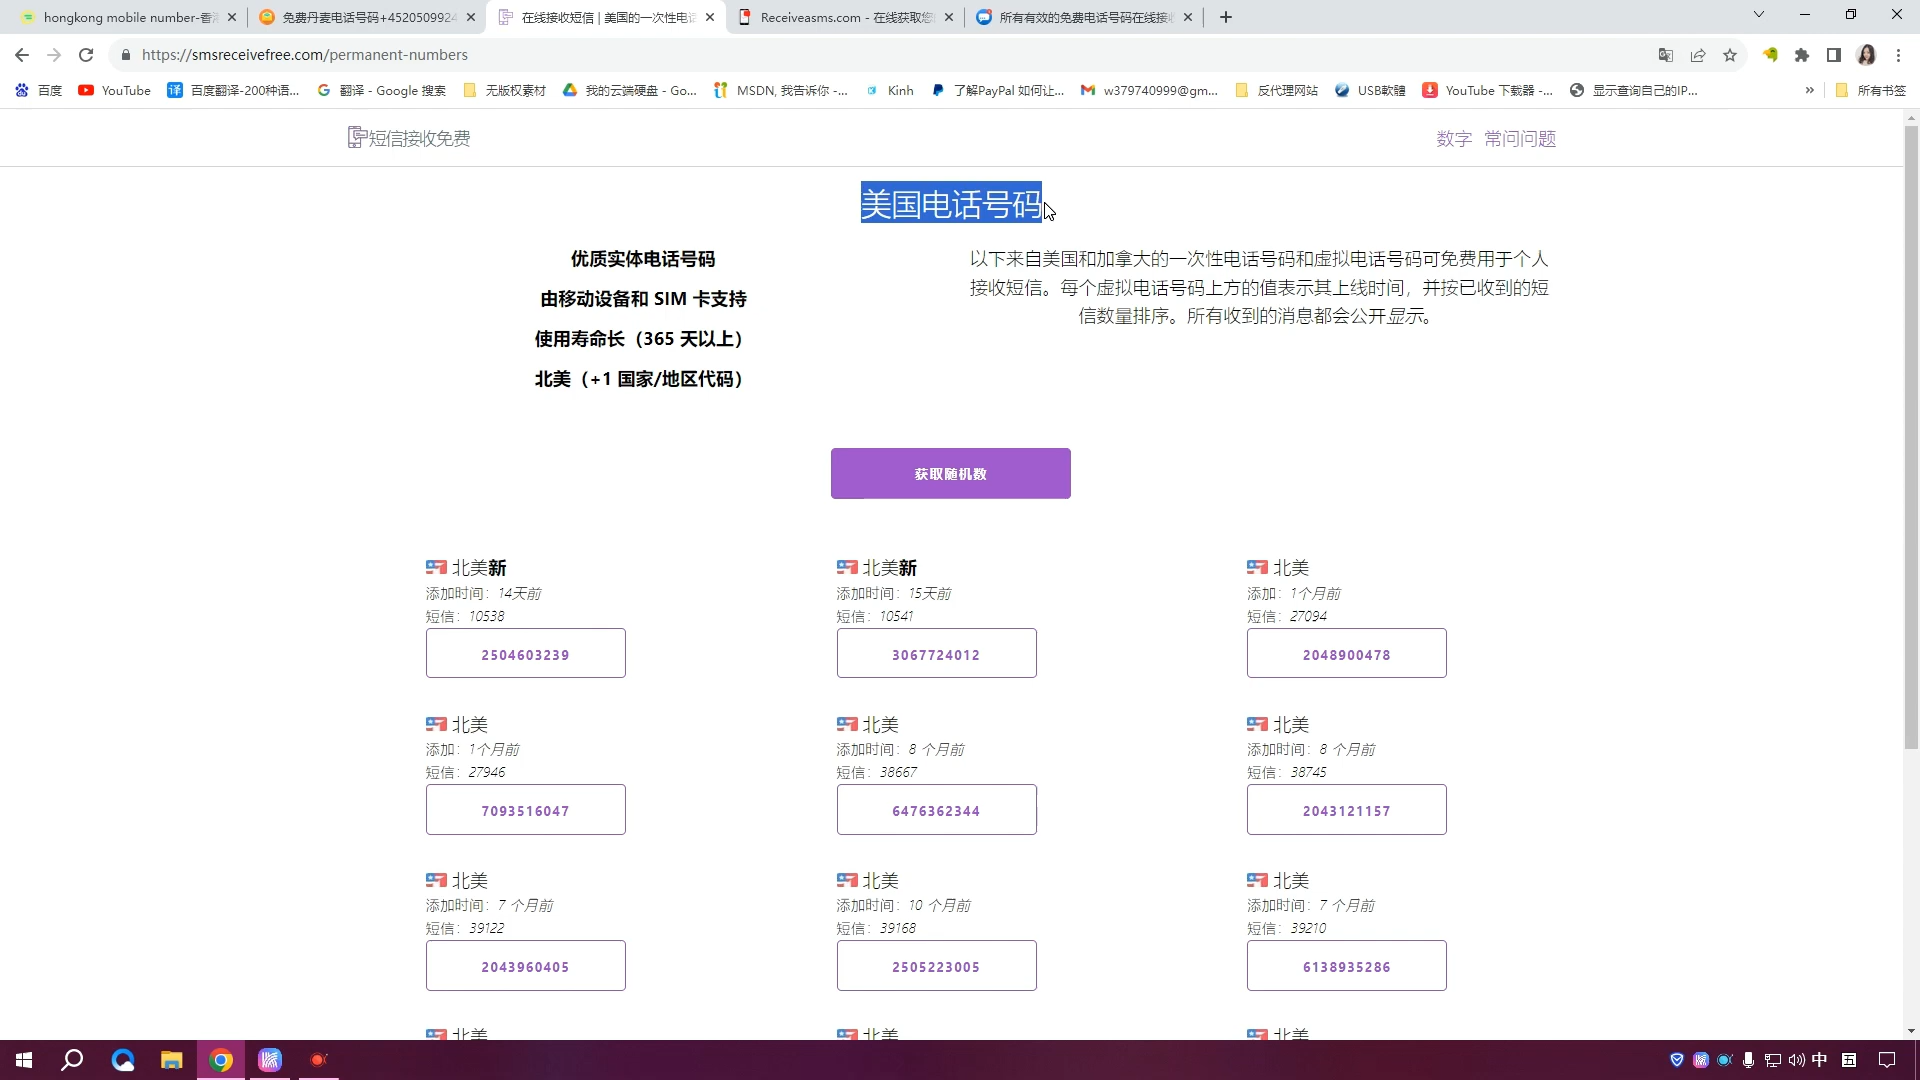 hongkong mobile number-香
免费丹麦电话号码+4520509924
在线接收短信 | 美国的一次性电
Receiveasms.com - 在线获取您
所有有效的免费电话号码在线接
https://smsreceivefree.com/permanent-numbers
百度
YouTube
百度翻译-200种语...
翻译 - Google 搜索
无版权素材
我的云端硬盘 - Go...
MSDN, 我告诉你 -...
Kinh
了解PayPal 如何让...
w379740999@gm...
反代理网站
USB软體
YouTube 下载器 -...
显示查询自己的IP...
»
所有书签
短信接收免费
数字 常问问题
美国电话号码
优质实体电话号码
由移动设备和 SIM 卡支持
使用寿命长（365 天以上）
北美（+1 国家/地区代码）
以下来自美国和加拿大的一次性电话号码和虚拟电话号码可免费用于个人
接收短信。每个虚拟电话号码上方的值表示其上线时间，并按已收到的短
信数量排序。所有收到的消息都会公开显示。
获取随机数
北美新
添加时间：14天前
短信：10538
2504603239
北美新
添加时间：15天前
短信：10541
3067724012
北美
添加：1个月前
短信：27094
2048900478
北美
添加：1个月前
短信：27946
7093516047
北美
添加时间：8 个月前
短信：38667
6476362344
北美
添加时间：8 个月前
短信：38745
2043121157
北美
添加时间：7 个月前
短信：39122
2043960405
北美
添加时间：10 个月前
短信：39168
2505223005
北美
添加时间：7 个月前
短信：39210
6138935286
北美
北美
北美
中
五